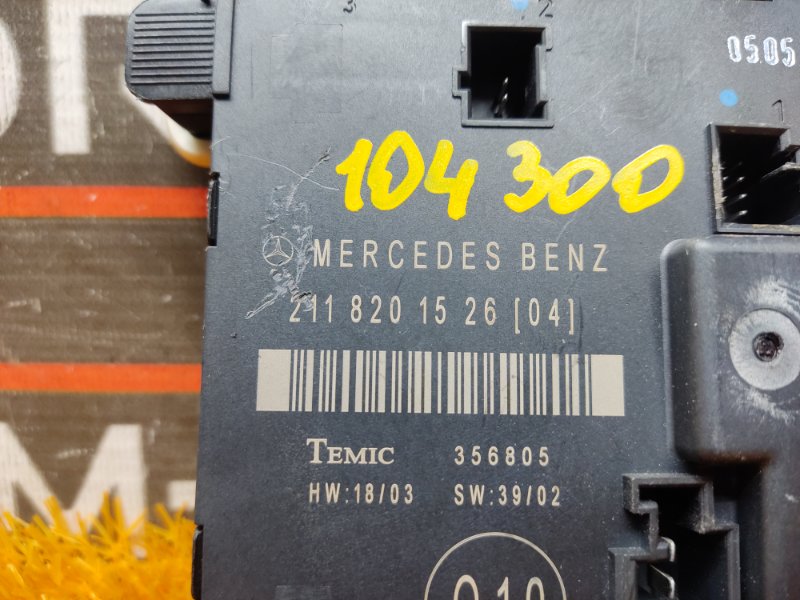 3 2
05.05
1
104 300
MERCEDES BENZ
211 820 15 26 [04]
TEMIC 356805
HW:18/03 SW:39/02